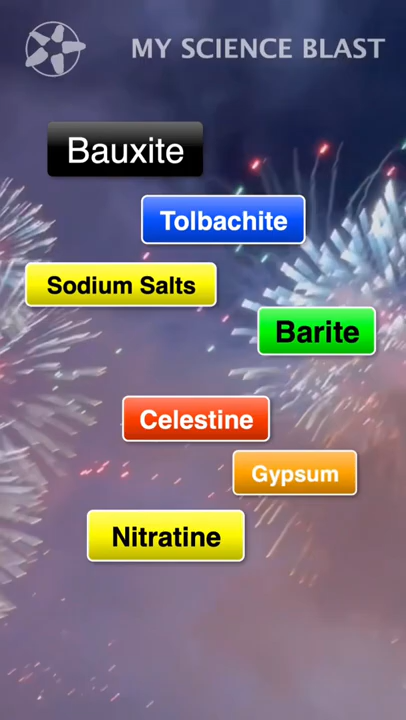 MY SCIENCE BLAST
Bauxite
Tolbachite
Sodium Salts
Barite
Celestine
Gypsum
Nitratine